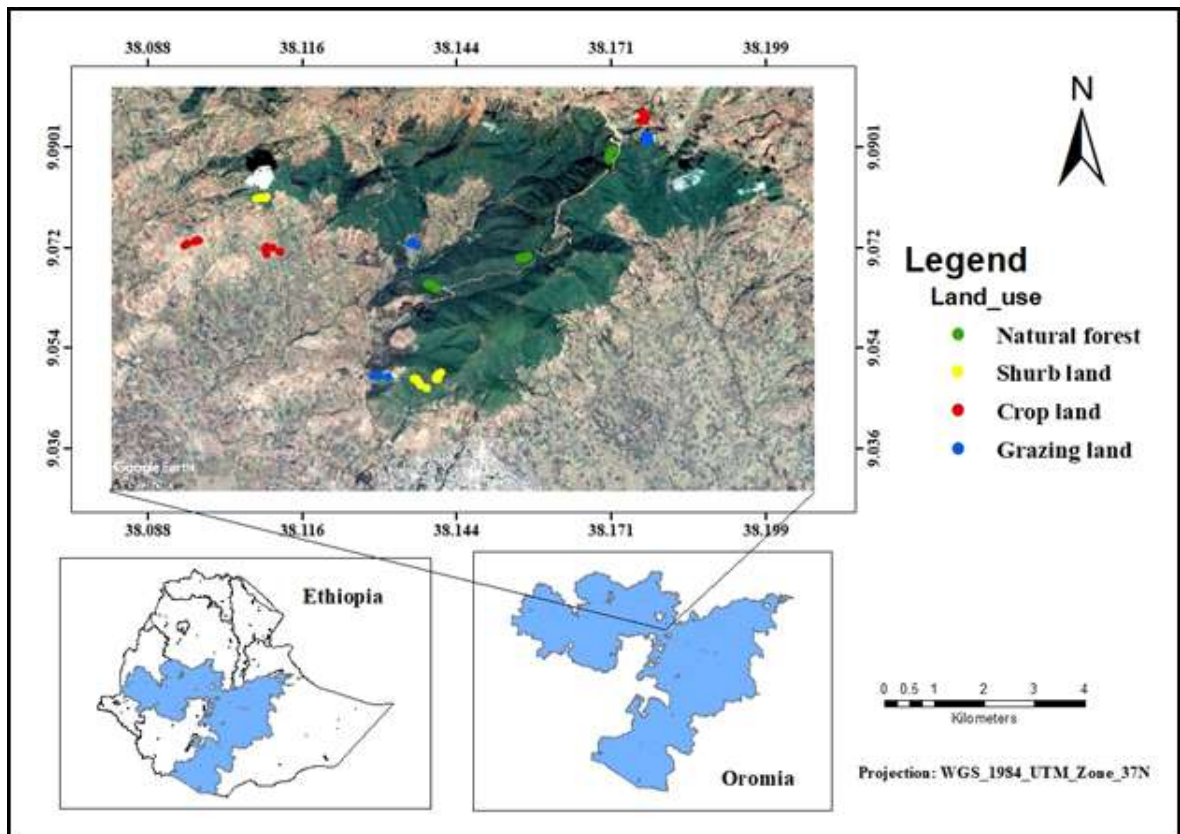 38.088 38.116 38.144 38.171 38.199
N
9.0901 9.0901
9.072 9.072
9.054 9.054
9.036 9.036
Google Earth
Legend
Land_use
Natural forest
Shurb land
Crop land
Grazing land
38.088 38.116 38.144 38.171 38.199
Ethiopia
Oromia
0 0.5 1 2 3 4
Kilometers
Projection: WGS_1984_UTM_Zone_37N